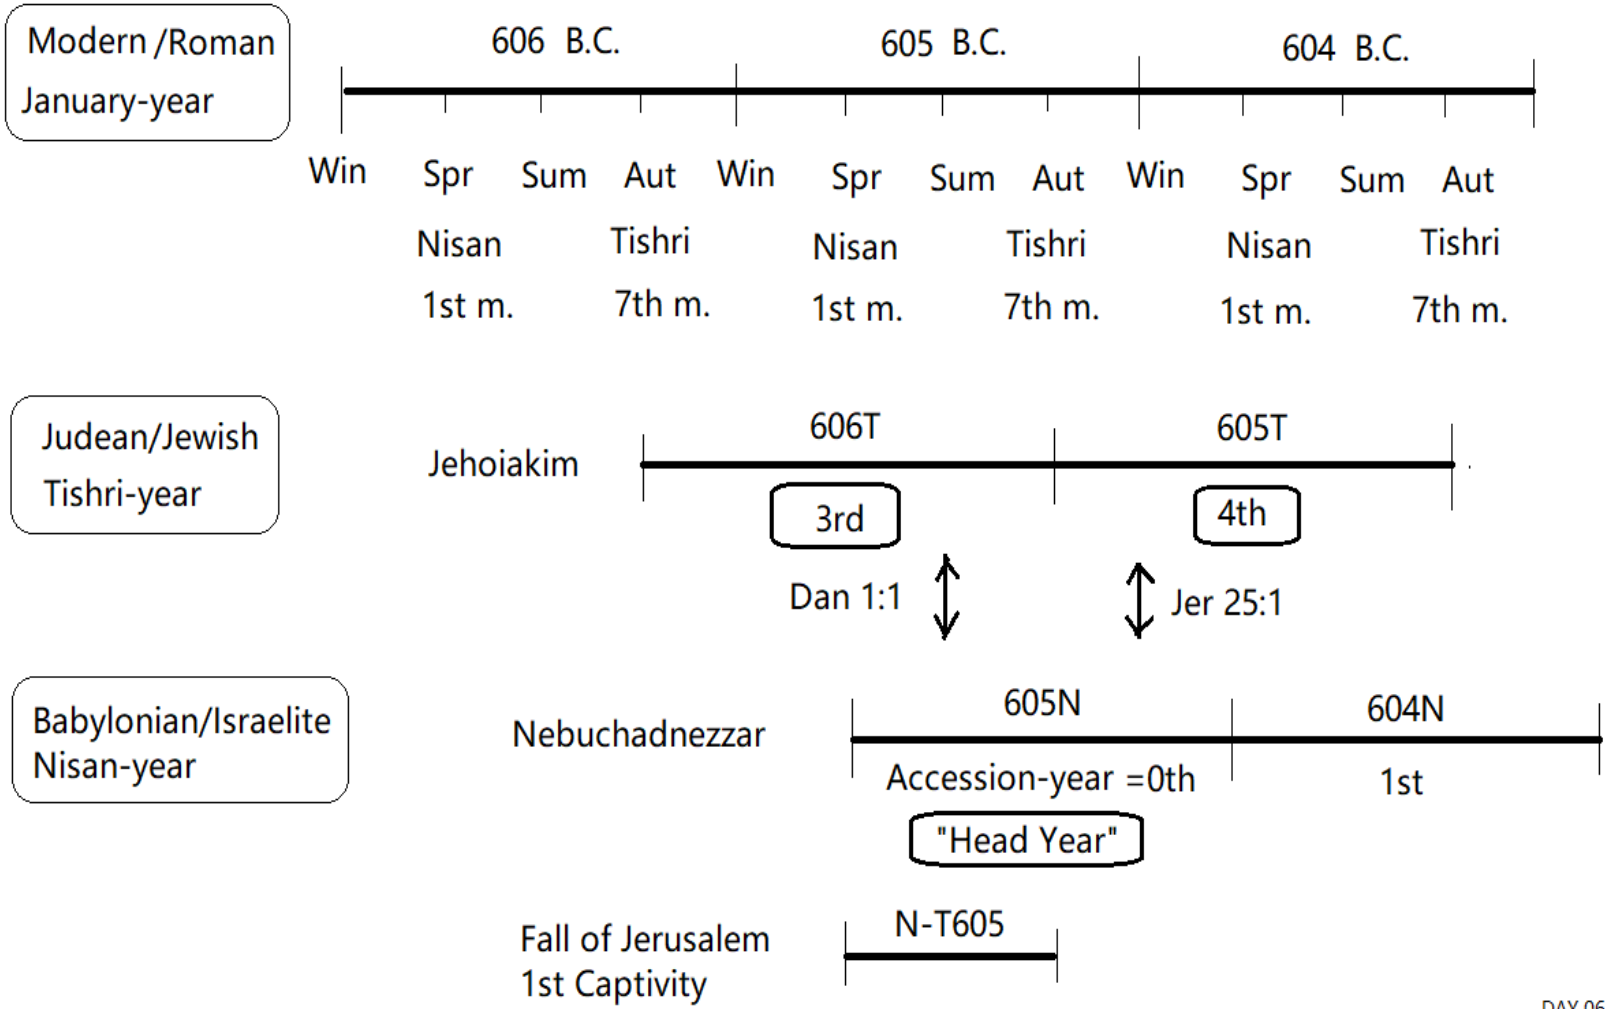 Modern/Roman
January-year
606 B.C.
605 B.C.
604 B.C.
Win Spr Sum Aut Win Spr Sum Aut Win Spr Sum Aut
Nisan Tishri Nisan Tishri Nisan Tishri
1st m. 7th m. 1st m. 7th m. 1st m. 7th m.
Judean/Jewish
Tishri-year
Jehoiakim
606T
605T
3rd
4th
Dan 1:1
Jer 25:1
Babylonian/Israelite
Nisan-year
Nebuchadnezzar
605N
604N
Accession-year =0th
1st
"Head Year"
Fall of Jerusalem
1st Captivity
N-T605